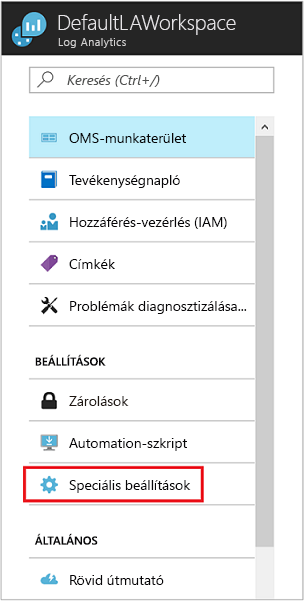 DefaultLAWorkspace
Log Analytics
Keresés (Ctrl+/)
OMS-munkaterület
Tevékenységnapló
Hozzáférés-vezérlés (IAM)
Címkék
Problémák diagnosztizálása...
BEÁLLÍTÁSOK
Zárolások
Automation-szkript
Speciális beállítások
ÁLTALÁNOS
Rövid útmutató